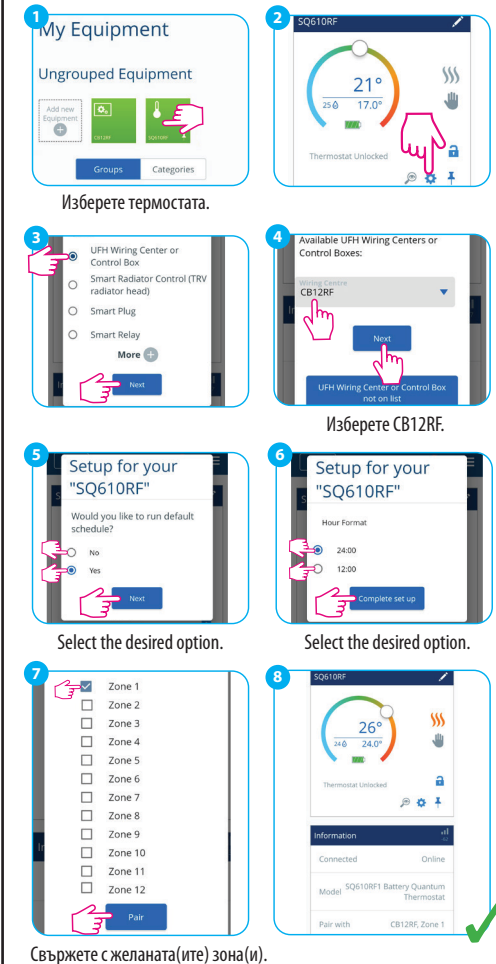 1
My Equipment
Ungrouped Equipment
Add new
Equipment
CB12RF
SQ610RF
Groups
Categories
Изберете термостата.
2
SQ610RF
21°
25
17.0°
Thermostat Unlocked
3
UFH Wiring Center or
Control Box
Smart Radiator Control (TRV
radiator head)
Smart Plug
Smart Relay
More
Next
4
Available UFH Wiring Centers or
Control Boxes:
Wiring Centre
CB12RF
Next
UFH Wiring Center or Control Box
not on list
Изберете CB12RF.
5
Setup for your
"SQ610RF"
Would you like to run default
schedule?
No
Yes
Next
Select the desired option.
6
Setup for your
"SQ610RF"
Hour Format
24:00
12:00
Complete set up
Select the desired option.
7
Zone 1
Zone 2
Zone 3
Zone 4
Zone 5
Zone 6
Zone 7
Zone 8
Zone 9
Zone 10
Zone 11
Zone 12
Pair
Свържете с желаната(ите) зона(и).
8
SQ610RF
26°
24
24.0°
Thermostat Unlocked
Information
Connected Online
Model SQ610RF1 Battery Quantum
Thermostat
Pair with CB12RF, Zone 1